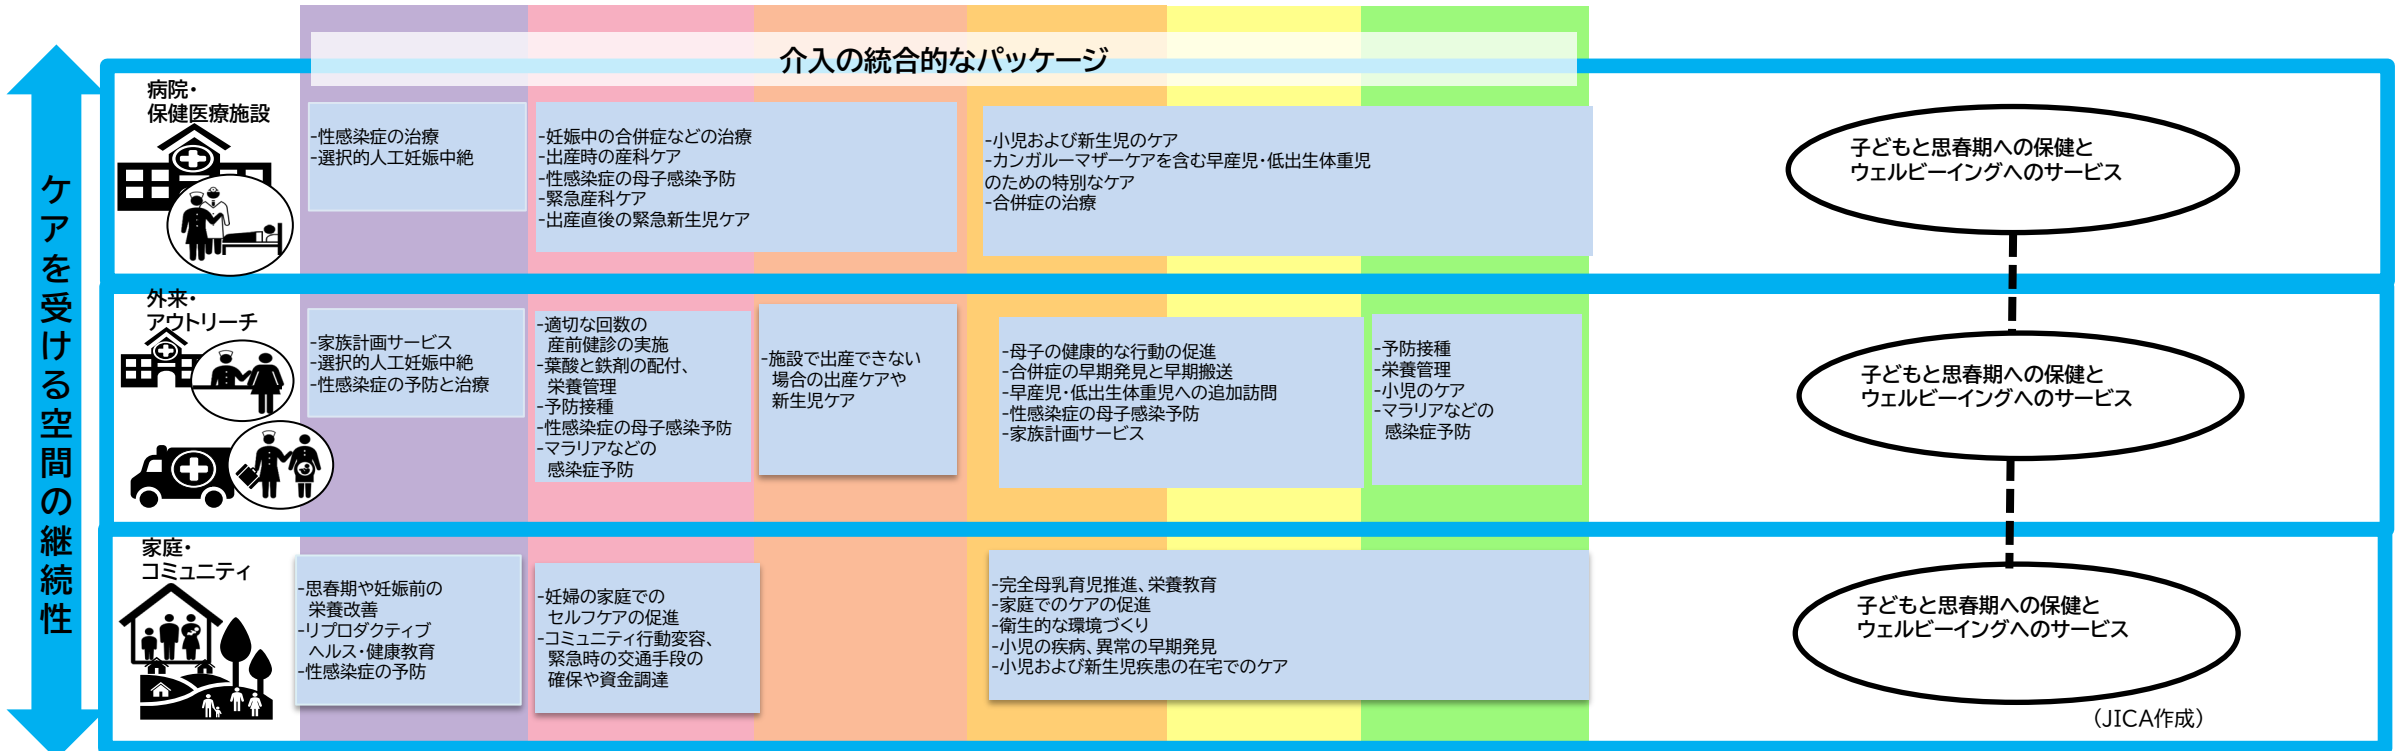 介入の統合的なパッケージ
ケアを受ける空間の継続性
病院・
保健医療施設
-性感染症の治療
-選択的人工妊娠中絶
-妊娠中の合併症などの治療
-出産時の産科ケア
-性感染症の母子感染予防
-緊急産科ケア
-出産直後の緊急新生児ケア
-小児および新生児のケア
-カンガルーマザーケアを含む早産児・低出生体重児
のための特別なケア
-合併症の治療
子どもと思春期への保健と
ウェルビーイングへのサービス
外来・
アウトリーチ
-家族計画サービス
-選択的人工妊娠中絶
-性感染症の予防と治療
-適切な回数の
産前健診の実施
-葉酸と鉄剤の配付、
栄養管理
-予防接種
-性感染症の母子感染予防
-マラリアなどの
感染症予防
-施設で出産できない
場合の出産ケアや
新生児ケア
-母子の健康的な行動の促進
-合併症の早期発見と早期搬送
-早産児・低出生体重児への追加訪問
-性感染症の母子感染予防
-家族計画サービス
-予防接種
-栄養管理
-小児のケア
-マラリアなどの
感染症予防
子どもと思春期への保健と
ウェルビーイングへのサービス
家庭・
コミュニティ
-思春期や妊娠前の
栄養改善
-リプロダクティブ
ヘルス・健康教育
-性感染症の予防
-妊婦の家庭での
セルフケアの促進
-コミュニティ行動変容、
緊急時の交通手段の
確保や資金調達
-完全母乳育児推進、栄養教育
-家庭でのケアの促進
-衛生的な環境づくり
-小児の疾病、異常の早期発見
-小児および新生児疾患の在宅でのケア
子どもと思春期への保健と
ウェルビーイングへのサービス
（JICA作成）